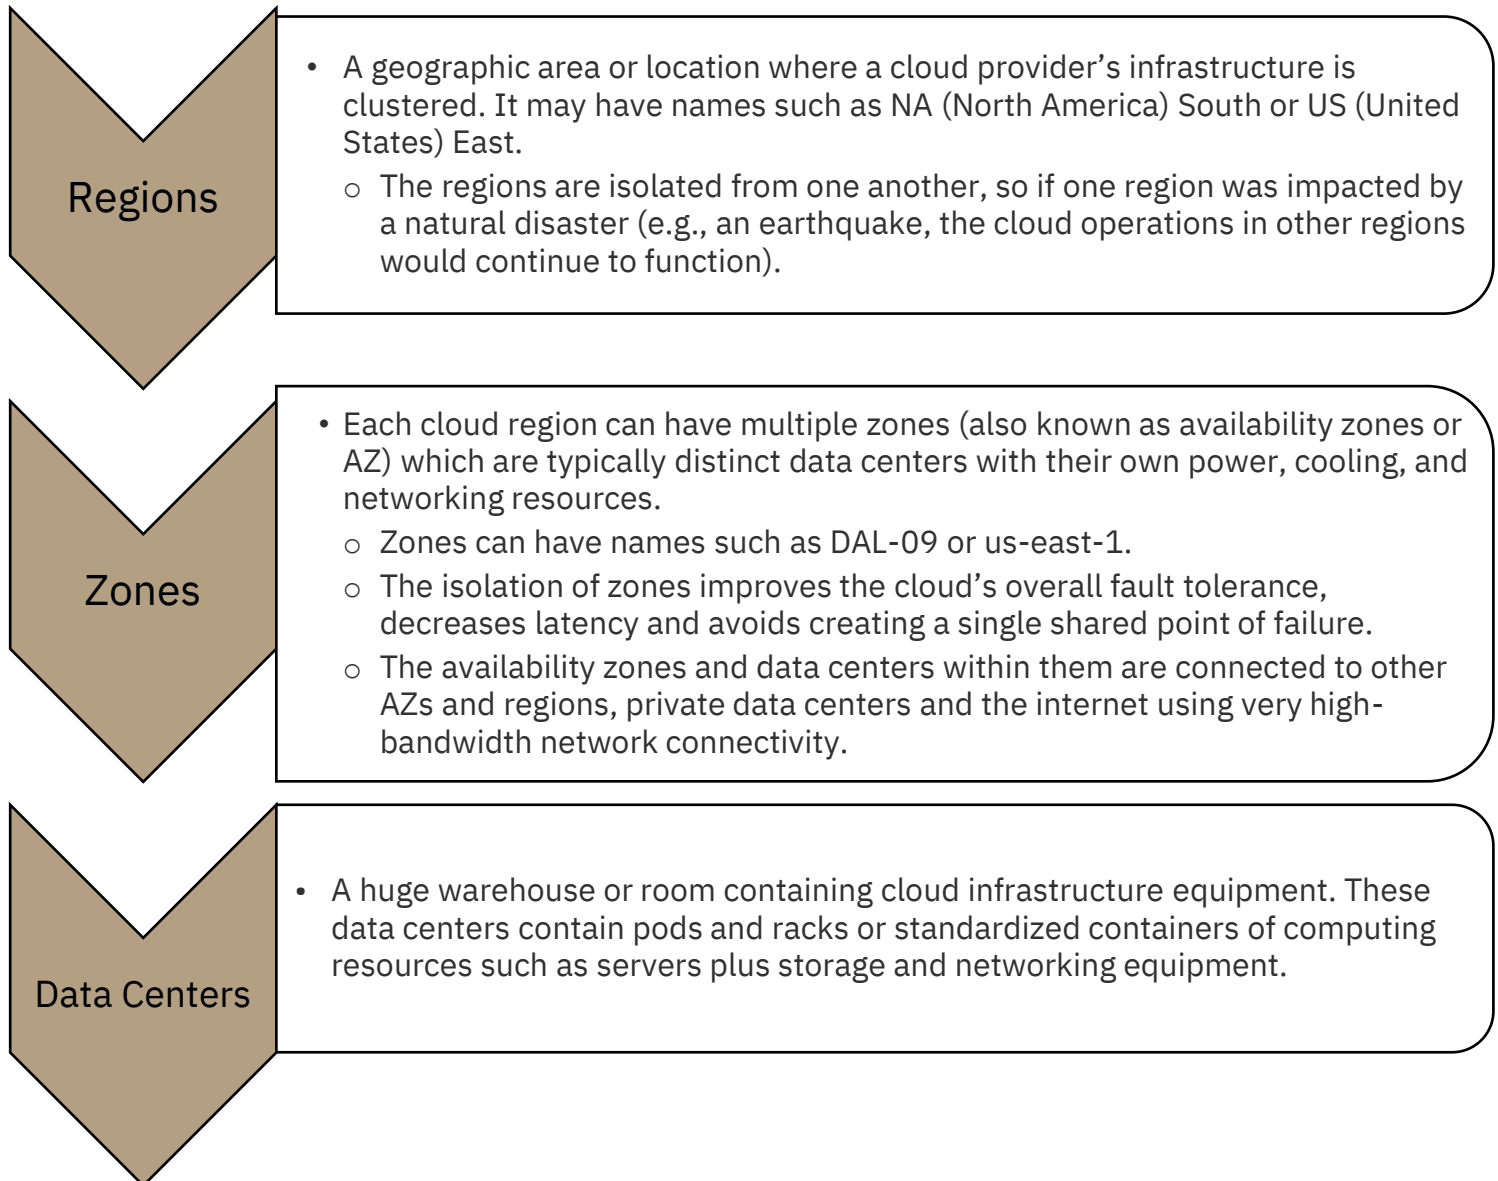 Regions
• A geographic area or location where a cloud provider’s infrastructure is
clustered. It may have names such as NA (North America) South or US (United
States) East.
○ The regions are isolated from one another, so if one region was impacted by
a natural disaster (e.g., an earthquake, the cloud operations in other regions
would continue to function).
Zones
• Each cloud region can have multiple zones (also known as availability zones or
AZ) which are typically distinct data centers with their own power, cooling, and
networking resources.
○ Zones can have names such as DAL-09 or us-east-1.
○ The isolation of zones improves the cloud’s overall fault tolerance,
decreases latency and avoids creating a single shared point of failure.
○ The availability zones and data centers within them are connected to other
AZs and regions, private data centers and the internet using very high-
bandwidth network connectivity.
Data Centers
• A huge warehouse or room containing cloud infrastructure equipment. These
data centers contain pods and racks or standardized containers of computing
resources such as servers plus storage and networking equipment.